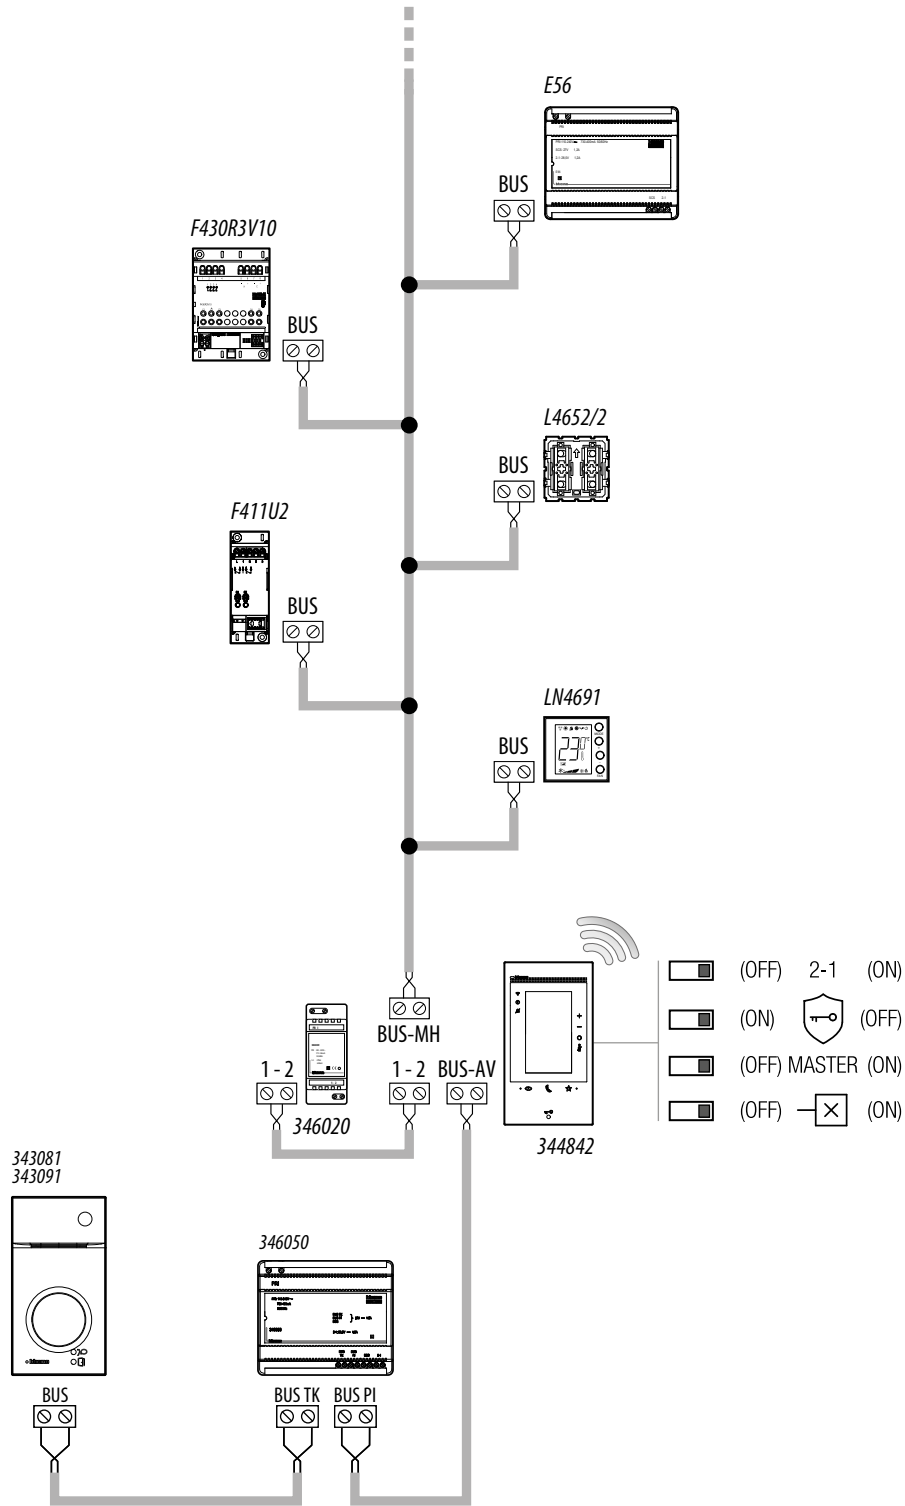 E56
BUS
F430R3V10
BUS
L4652/2
BUS
F411U2
BUS
LN4691
BUS
BUS-MH
1 - 2
1 - 2
BUS-AV
346020
344842
(OFF) 2-1 (ON)
(ON) (OFF)
(OFF) MASTER (ON)
(OFF) (ON)
343081
343091
346050
PRI
BUS
BUS TK
BUS PI